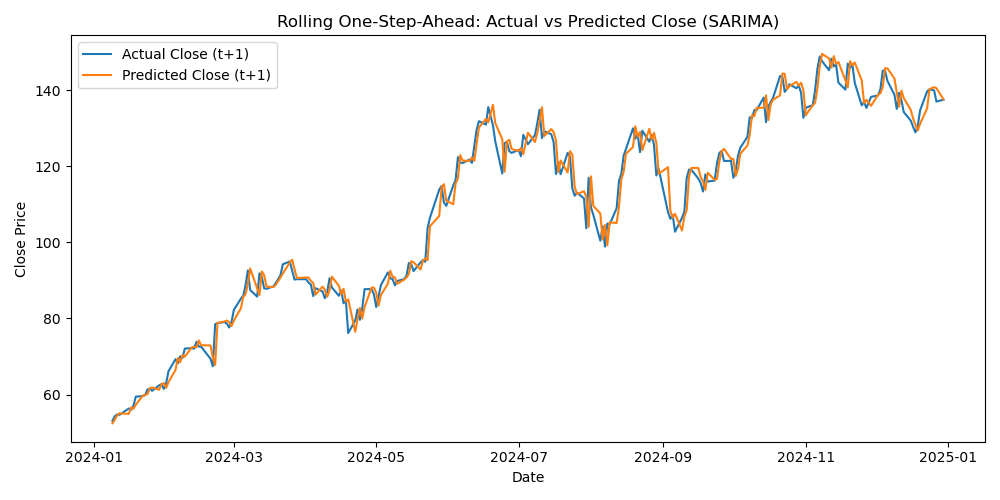 Rolling One-Step-Ahead: Actual vs Predicted Close (SARIMA)
Actual Close (t+1)
Predicted Close (t+1)
Close Price
140
120
100
80
60
2024-01
2024-03
2024-05
2024-07
2024-09
2024-11
2025-01
Date